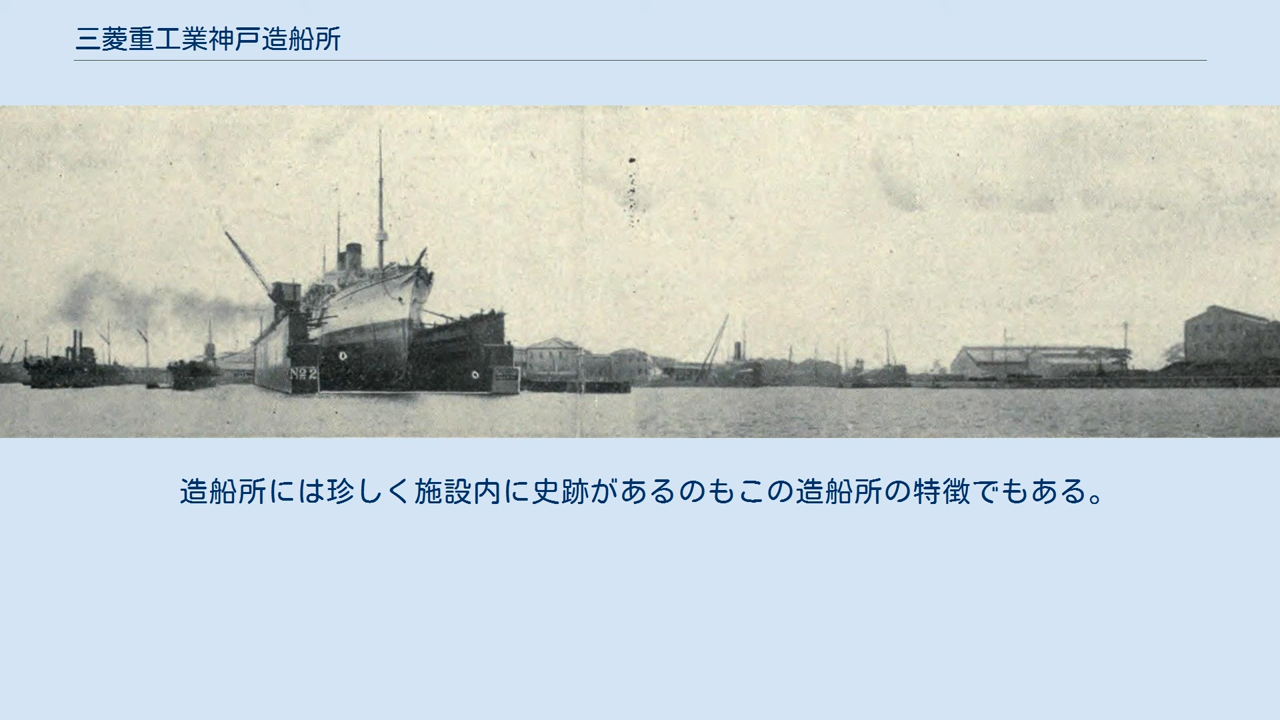 三菱重工業神戸造船所
No 2
造船所には珍しく施設内に史跡があるのもこの造船所の特徴でもある。